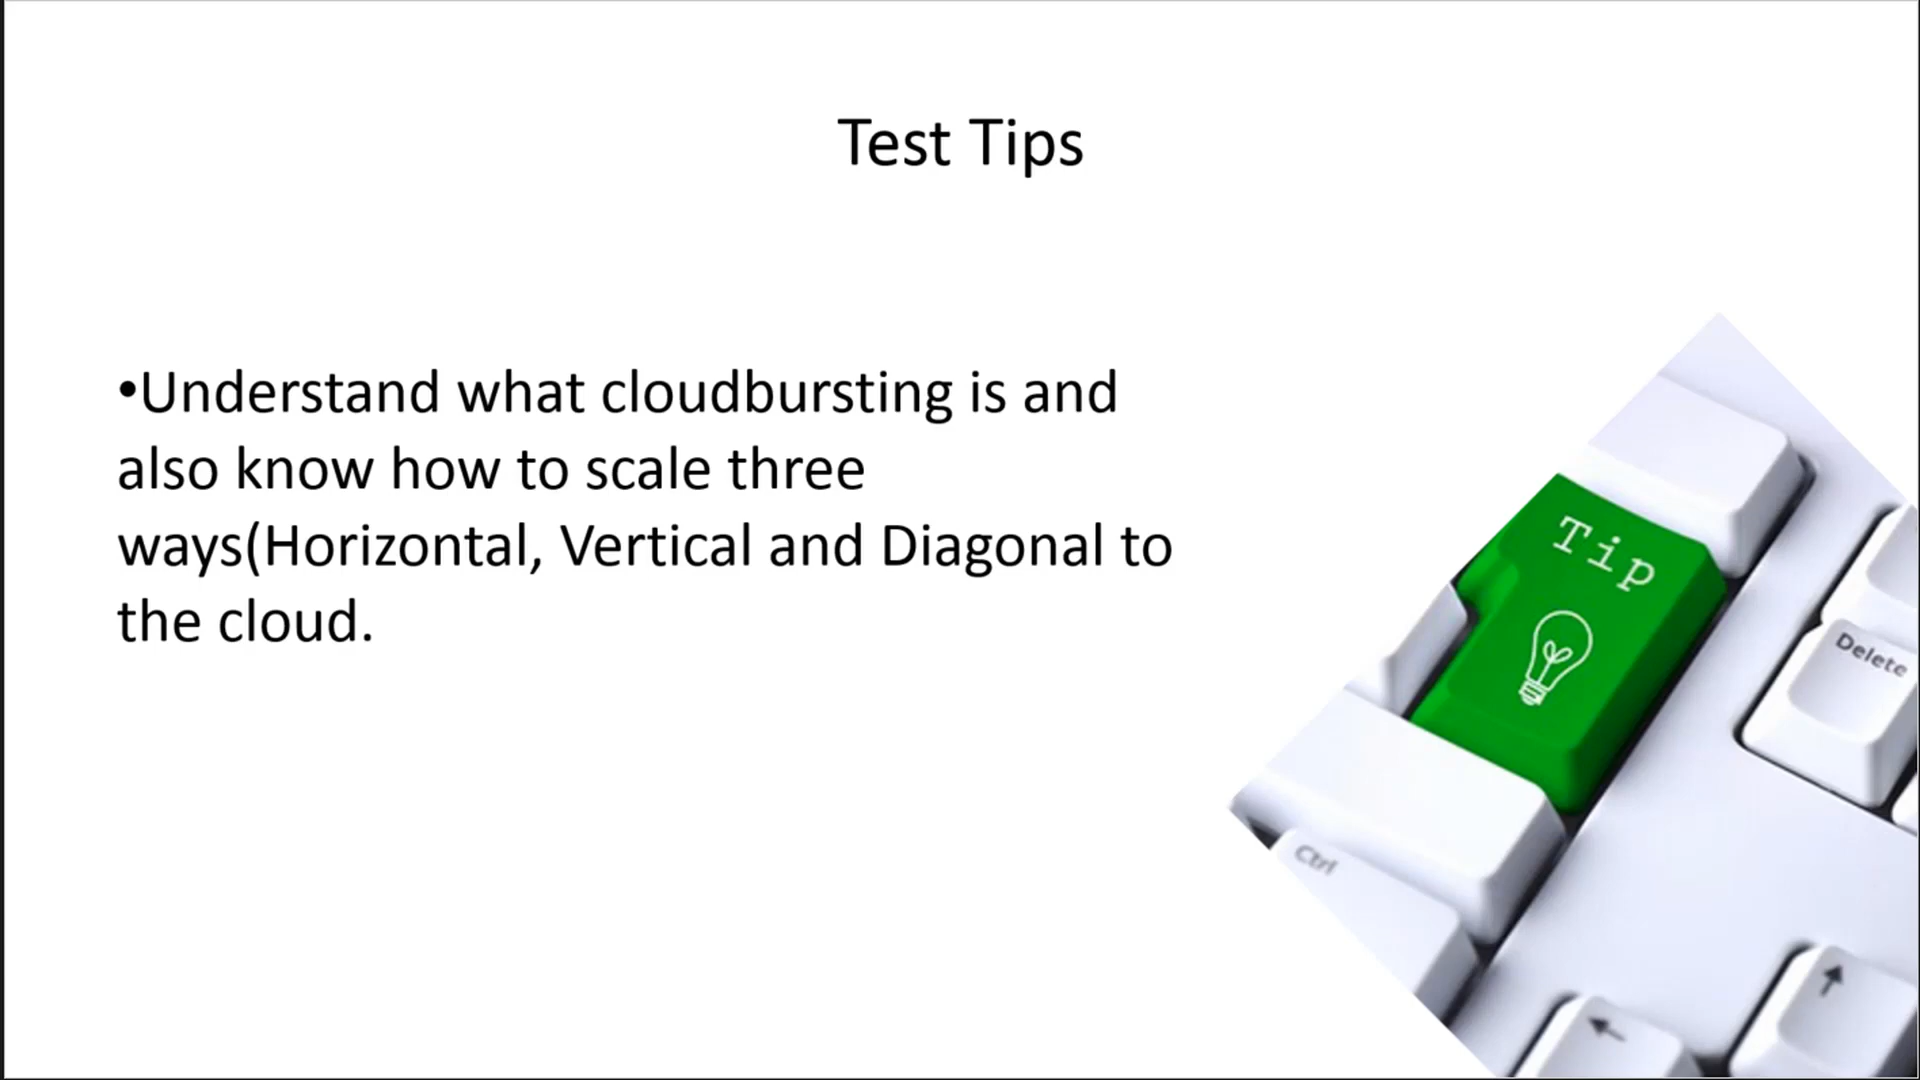 Test Tips
•Understand what cloudbursting is and
also know how to scale three
ways(Horizontal, Vertical and Diagonal to
the cloud.
Tip
Delete
Ctrl